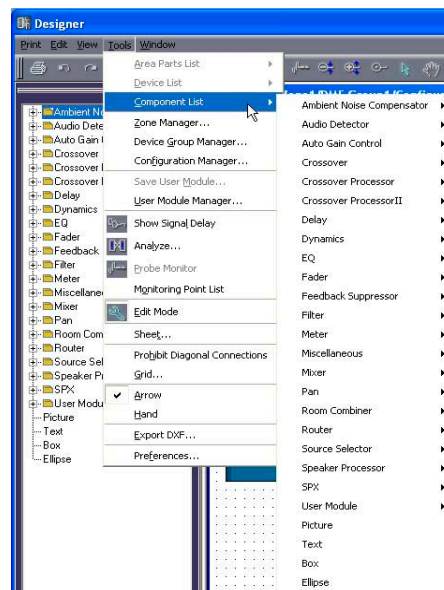 Designer
Print Edit View Tools Window
Area Parts List
Device List
Component List
Zone Manager...
Device Group Manager...
Configuration Manager...
Save User Module...
User Module Manager...
Show Signal Delay
Analyze...
Probe Monitor
Monitoring Point List
Edit Mode
Sheet...
Prohibit Diagonal Connections
Grid...
Arrow
Hand
Export DXF...
Preferences...
Ambient No
Audio Dete
Auto Gain
Crossover
Crossover
Crossover
Delay
Dynamics
EQ
Fader
Feedback
Filter
Meter
Miscellane
Mixer
Pan
Room Com
Router
Source Sel
Speaker Pr
SPX
User Modu
Picture
Text
Box
Ellipse
Ambient Noise Compensator
Audio Detector
Auto Gain Control
Crossover
Crossover Processor
Crossover ProcessorII
Delay
Dynamics
EQ
Fader
Feedback Suppressor
Filter
Meter
Miscellaneous
Mixer
Pan
Room Combiner
Router
Source Selector
Speaker Processor
SPX
User Module
Picture
Text
Box
Ellipse